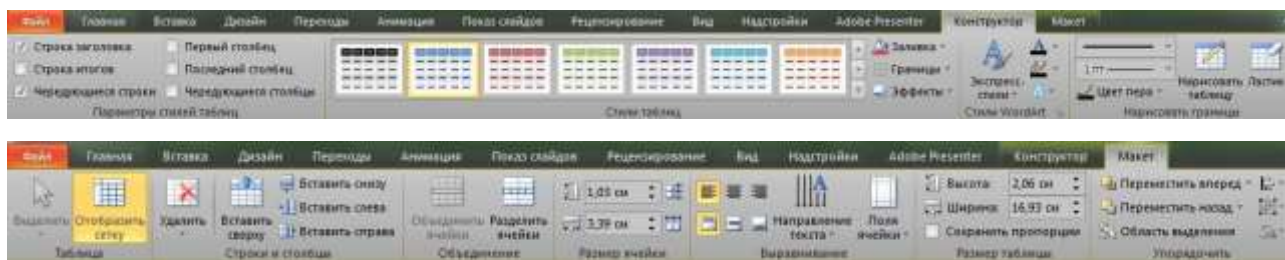 Файл Главная Вставка Дизайн Переходы Анимация Показ слайдов Рецензирование Вид Надстройки Adobe Presenter Конструктор Макет
Строка заголовка Первый столбец Заливка
Строка итогов Последний столбец Границы Экспресс-стили 1 пт Нарисовать таблицу Ластик
Чередующиеся строки Чередующиеся столбцы Эффекты Цвет пера
Параметры стилей таблиц Стили таблиц Стили WordArt Нарисовать границы
Файл Главная Вставка Дизайн Переходы Анимация Показ слайдов Рецензирование Вид Надстройки Adobe Presenter Конструктор Макет
Вставить снизу 1,03 см Высота: 2,06 см Переместить вперед
Выделить Отобразить сетку Удалить Вставить сверху Вставить слева Объединить ячейки Разделить ячейки 3,39 см Направление текста Поля ячейки Ширина: 16,93 см Переместить назад
Вставить справа Сохранить пропорции Область выделения
Таблица Строки и столбцы Объединение Размер ячейки Выравнивание Размер таблицы Упорядочить